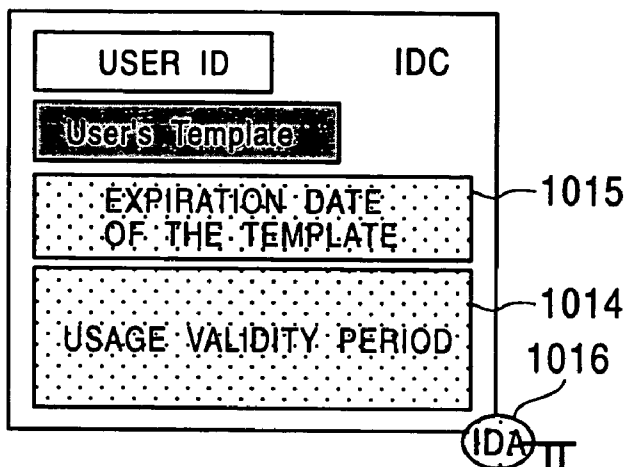 USER ID
IDC
User's Template
EXPIRATION DATE
OF THE TEMPLATE
1015
USAGE VALIDITY PERIOD
1014
1016
IDA